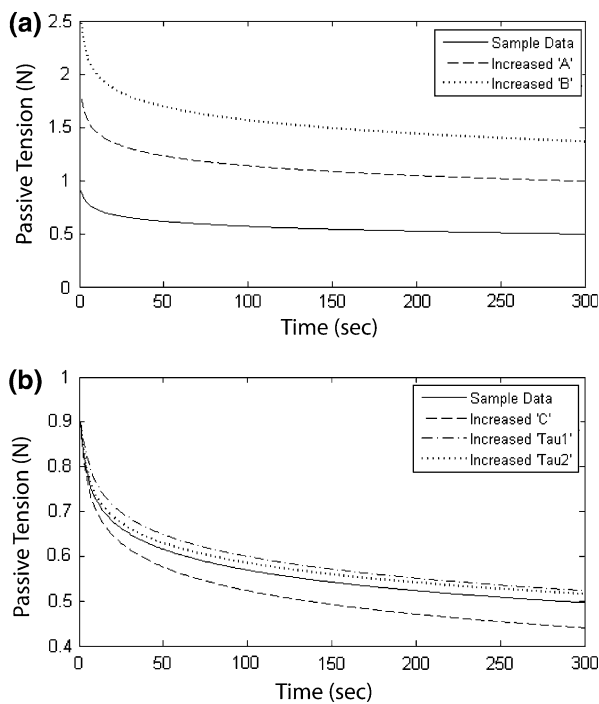 (a)
2.5
2
1.5
1
0.5
0
Passive Tension (N)
Sample Data
Increased 'A'
Increased 'B'
0 50 100 150 200 250 300
Time (sec)
(b)
1
0.9
0.8
0.7
0.6
0.5
0.4
Passive Tension (N)
Sample Data
Increased 'C'
Increased 'Tau1'
Increased 'Tau2'
0 50 100 150 200 250 300
Time (sec)